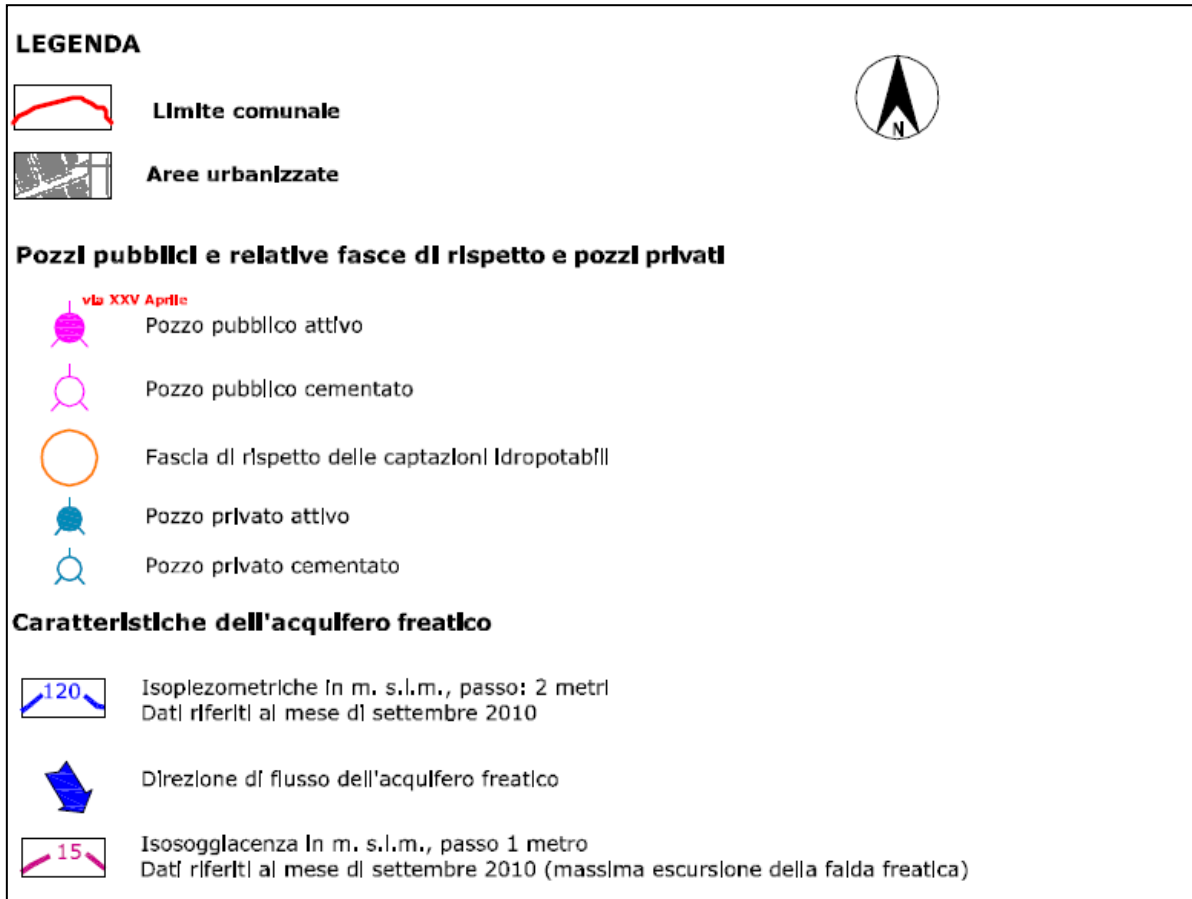 LEGENDA
Limite comunale
N
Aree urbanizzate
Pozzi pubblici e relative fasce di rispetto e pozzi privati
via XXV Aprile
Pozzo pubblico attivo
Pozzo pubblico cementato
Fascia di rispetto delle captazioni idropotabili
Pozzo privato attivo
Pozzo privato cementato
Caratteristiche dell'acquifero freatico
120
Isopiezometriche in m. s.l.m., passo: 2 metri
Dati riferiti al mese di settembre 2010
Direzione di flusso dell'acquifero freatico
15
Isosoggiacenza in m. s.l.m., passo 1 metro
Dati riferiti al mese di settembre 2010 (massima escursione della falda freatica)